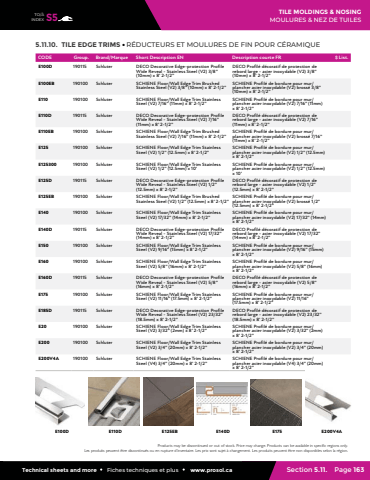 TOLIS
INDEX S5
TILE MOLDINGS & NOSING
MOULURES & NEZ DE TUILES
5.11.10. TILE EDGE TRIMS • RÉDUCTEURS ET MOULURES DE FIN POUR CÉRAMIQUE
CODE Group. Brand/Marque Short Description EN Description courte FR $ List.
E100D 190115 Schluter DECO Decorative Edge-protection Profile DECO Profilé décoratif de protection de
Wide Reveal - Stainless Steel (V2) 3/8" rebord large - acier inoxydable (V2) 3/8"
(10mm) x 8' 2-1/2" (10mm) x 8' 2-1/2"
E100EB 190100 Schluter SCHIENE Floor/Wall Edge Trim Brushed SCHIENE Profilé de bordure pour mur/
Stainless Steel (V2) 3/8" (10mm) x 8' 2-1/2" plancher acier inoxydable (V2) brossé 3/8"
(10mm) x 8' 2-1/2"
E110 190100 Schluter SCHIENE Floor/Wall Edge Trim Stainless SCHIENE Profilé de bordure pour mur/
Steel (V2) 7/16" (11mm) x 8' 2-1/2" plancher acier inoxydable (V2) 7/16" (11mm)
x 8' 2-1/2"
E110D 190115 Schluter DECO Decorative Edge-protection Profile DECO Profilé décoratif de protection de
Wide Reveal - Stainless Steel (V2) 7/16" rebord large - acier inoxydable (V2) 7/16"
(11mm) x 8' 2-1/2" (11mm) x 8' 2-1/2"
E110EB 190100 Schluter SCHIENE Floor/Wall Edge Trim Brushed SCHIENE Profilé de bordure pour mur/
Stainless Steel (V2) 7/16" (11mm) x 8' 2-1/2" plancher acier inoxydable (V2) brossé 7/16"
(11mm) x 8' 2-1/2"
E125 190100 Schluter SCHIENE Floor/Wall Edge Trim Stainless SCHIENE Profilé de bordure pour mur/
Steel (V2) 1/2" (12.5mm) x 8' 2-1/2" plancher acier inoxydable (V2) 1/2" (12.5mm)
x 8' 2-1/2"
E125300 190100 Schluter SCHIENE Floor/Wall Edge Trim Stainless SCHIENE Profilé de bordure pour mur/
Steel (V2) 1/2" (12.5mm) x 10' plancher acier inoxydable (V2) 1/2" (12.5mm)
x 10'
E125D 190115 Schluter DECO Decorative Edge-protection Profile DECO Profilé décoratif de protection de
Wide Reveal - Stainless Steel (V2) 1/2" rebord large - acier inoxydable (V2) 1/2"
(12.5mm) x 8' 2-1/2" (12.5mm) x 8' 2-1/2"
E125EB 190100 Schluter SCHIENE Floor/Wall Edge Trim Brushed SCHIENE Profilé de bordure pour mur/
Stainless Steel (V2) 1/2" (12.5mm) x 8' 2-1/2" plancher acier inoxydable (V2) brossé 1/2"
(12.5mm) x 8' 2-1/2"
E140 190100 Schluter SCHIENE Floor/Wall Edge Trim Stainless SCHIENE Profilé de bordure pour mur/
Steel (V2) 17/32" (14mm) x 8' 2-1/2" plancher acier inoxydable (V2) 17/32" (14mm)
x 8' 2-1/2"
E140D 190115 Schluter DECO Decorative Edge-protection Profile DECO Profilé décoratif de protection de
Wide Reveal - Stainless Steel (V2) 17/32" rebord large - acier inoxydable (V2) 17/32"
(14mm) x 8' 2-1/2" (14mm) x 8' 2-1/2"
E150 190100 Schluter SCHIENE Floor/Wall Edge Trim Stainless SCHIENE Profilé de bordure pour mur/
Steel (V2) 9/16" (15mm) x 8' 2-1/2" plancher acier inoxydable (V2) 9/16" (15mm)
x 8' 2-1/2"
E160 190100 Schluter SCHIENE Floor/Wall Edge Trim Stainless SCHIENE Profilé de bordure pour mur/
Steel (V2) 5/8" (16mm) x 8' 2-1/2" plancher acier inoxydable (V2) 5/8" (16mm)
x 8' 2-1/2"
E160D 190115 Schluter DECO Decorative Edge-protection Profile DECO Profilé décoratif de protection de
Wide Reveal - Stainless Steel (V2) 5/8" rebord large - acier inoxydable (V2) 5/8"
(16mm) x 8' 2-1/2" (16mm) x 8' 2-1/2"
E175 190100 Schluter SCHIENE Floor/Wall Edge Trim Stainless SCHIENE Profilé de bordure pour mur/
Steel (V2) 11/16" (17.5mm) x 8' 2-1/2" plancher acier inoxydable (V2) 11/16"
(17.5mm) x 8' 2-1/2"
E185D 190115 Schluter DECO Decorative Edge-protection Profile DECO Profilé décoratif de protection de
Wide Reveal - Stainless Steel (V2) 23/32" rebord large - acier inoxydable (V2) 23/32"
(18.5mm) x 8' 2-1/2" (18.5mm) x 8' 2-1/2"
E20 190100 Schluter SCHIENE Floor/Wall Edge Trim Stainless SCHIENE Profilé de bordure pour mur/
Steel (V2) 3/32" (2mm) x 8' 2-1/2" plancher acier inoxydable (V2) 3/32" (2mm)
x 8' 2-1/2"
E200 190100 Schluter SCHIENE Floor/Wall Edge Trim Stainless SCHIENE Profilé de bordure pour mur/
Steel (V2) 3/4" (20mm) x 8' 2-1/2" plancher acier inoxydable (V2) 3/4" (20mm)
x 8' 2-1/2"
E200V4A 190100 Schluter SCHIENE Floor/Wall Edge Trim Stainless SCHIENE Profilé de bordure pour mur/
Steel (V4) 3/4" (20mm) x 8' 2-1/2" plancher acier inoxydable (V4) 3/4" (20mm)
x 8' 2-1/2"
E100D E110D E125EB E140D E175 E200V4A
Products may be discontinued or out of stock. Price may change. Products can be available in specific regions only.
Les produits peuvent être discontinués ou en rupture d'inventaire. Les prix sont sujet à changement. Les produits peuvent être non disponibles selon la région.
Technical sheets and more • Fiches techniques et plus • www.prosol.ca Section 5.11. Page 163